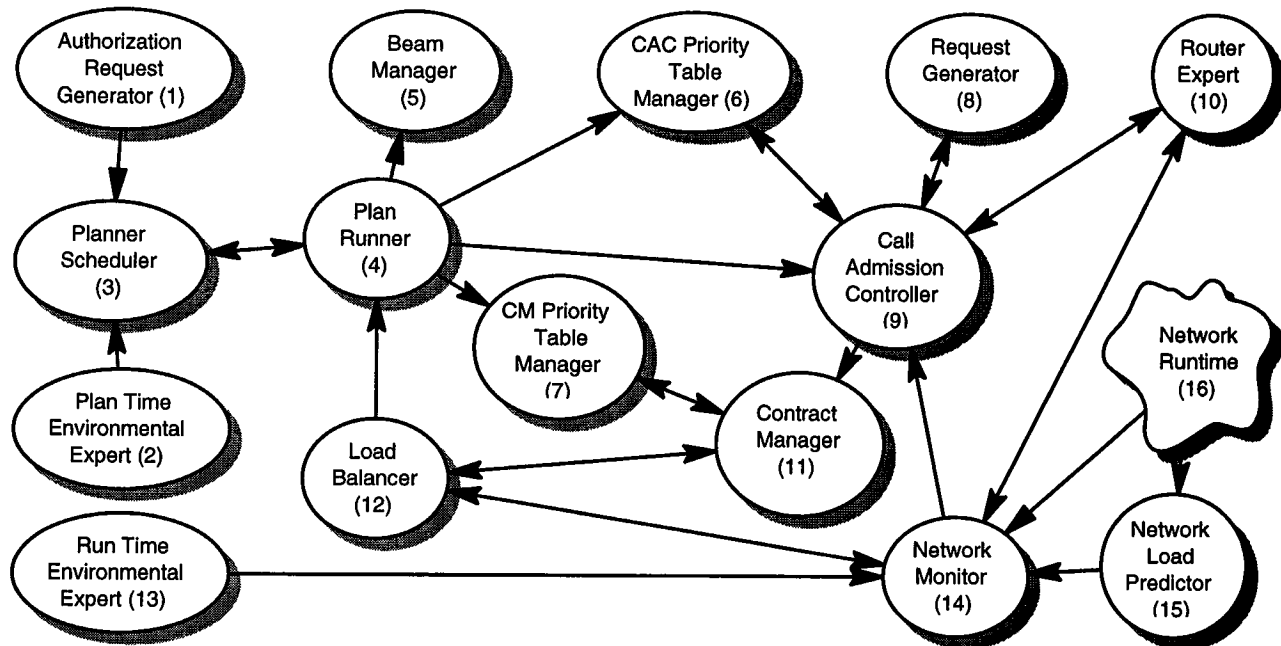 Authorization
Request
Generator (1)
Beam
Manager
(5)
CAC Priority
Table
Manager (6)
Request
Generator
(8)
Router
Expert
(10)
Planner
Scheduler
(3)
Plan
Runner
(4)
Call
Admission
Controller
(9)
CM Priority
Table
Manager
(7)
Network
Runtime
(16)
Plan Time
Environmental
Expert (2)
Load
Balancer
(12)
Contract
Manager
(11)
Run Time
Environmental
Expert (13)
Network
Monitor
(14)
Network
Load
Predictor
(15)